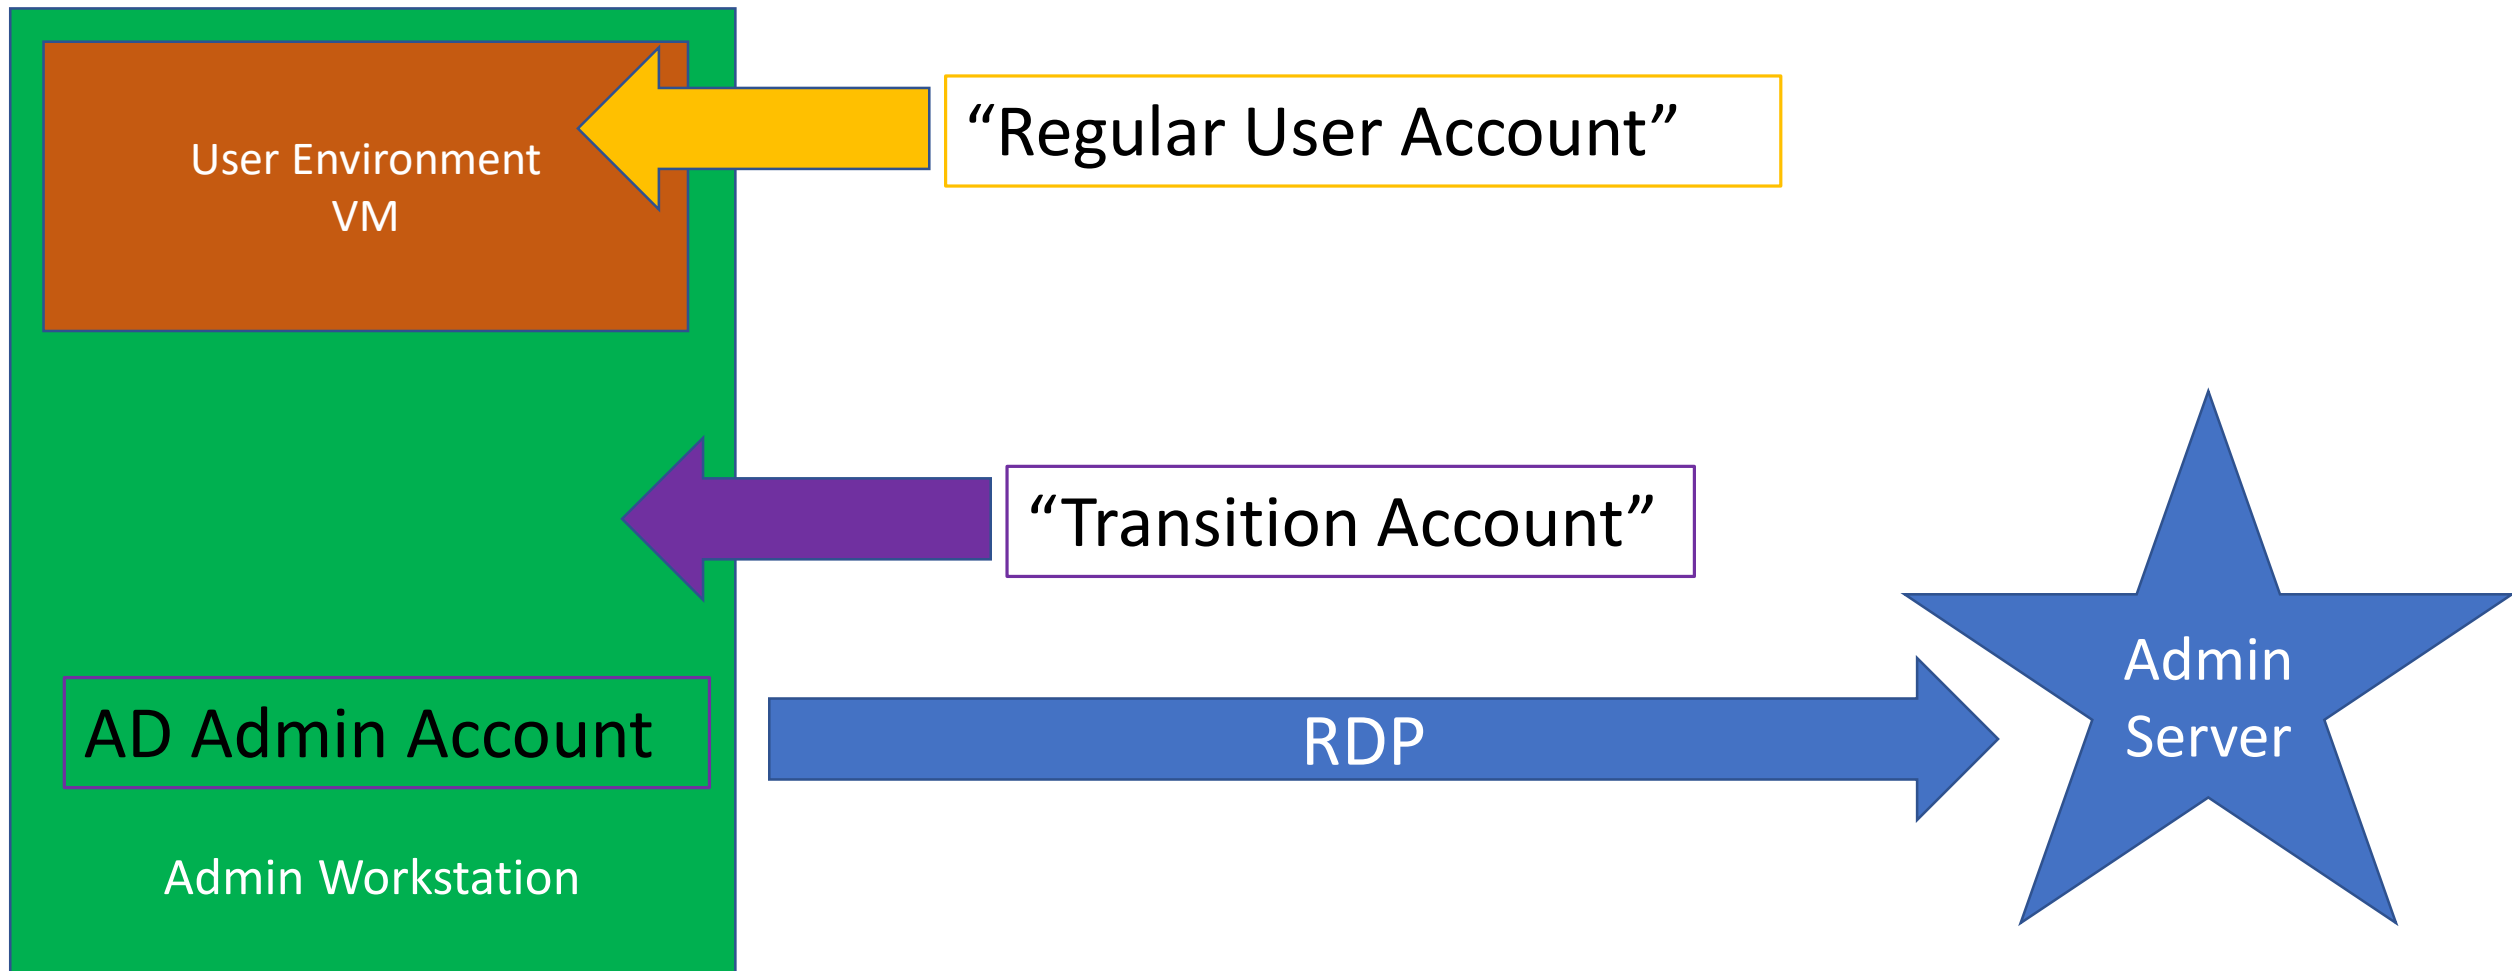 User Environment
VM
“Regular User Account”
“Transition Account”
AD Admin Account
RDP
Admin
Server
Admin Workstation